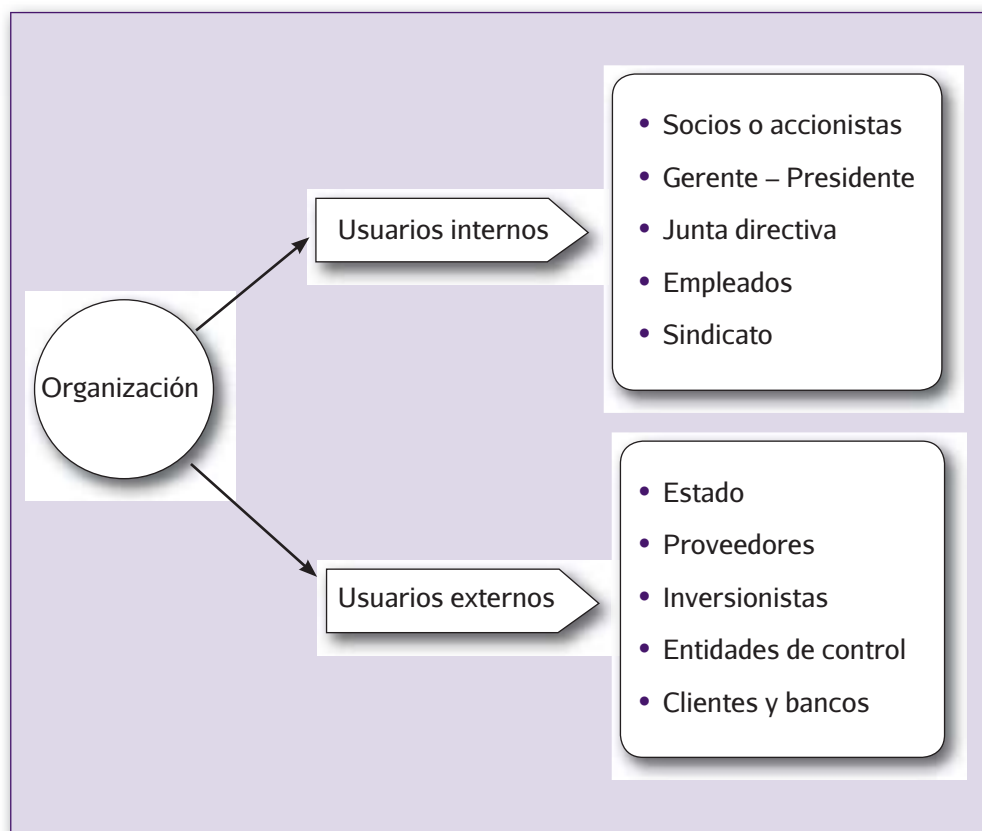 Organización
Usuarios internos
• Socios o accionistas
• Gerente – Presidente
• Junta directiva
• Empleados
• Sindicato
Usuarios externos
• Estado
• Proveedores
• Inversionistas
• Entidades de control
• Clientes y bancos